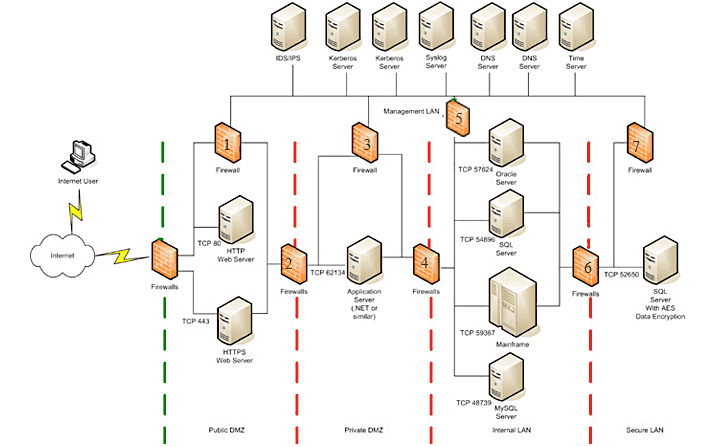 IDS/IPS
Kerberos
Server
Kerberos
Server
Syslog
Server
DNS
Server
DNS
Server
Time
Server
Management LAN
1
Firewall
3
Firewall
5
7
Firewall
Internet User
Internet
Firewalls
TCP 80
HTTP
Web Server
TCP 443
HTTPS
Web Server
2
Firewalls
TCP 62134
Application
Server
(.NET or
similar)
4
Firewalls
TCP 57624
Oracle
Server
TCP 54896
SQL
Server
TCP 59367
Mainframe
TCP 48739
MySQL
Server
6
Firewalls
TCP 52650
SQL
Server
With AES
Data Encryption
Public DMZ
Private DMZ
Internal LAN
Secure LAN